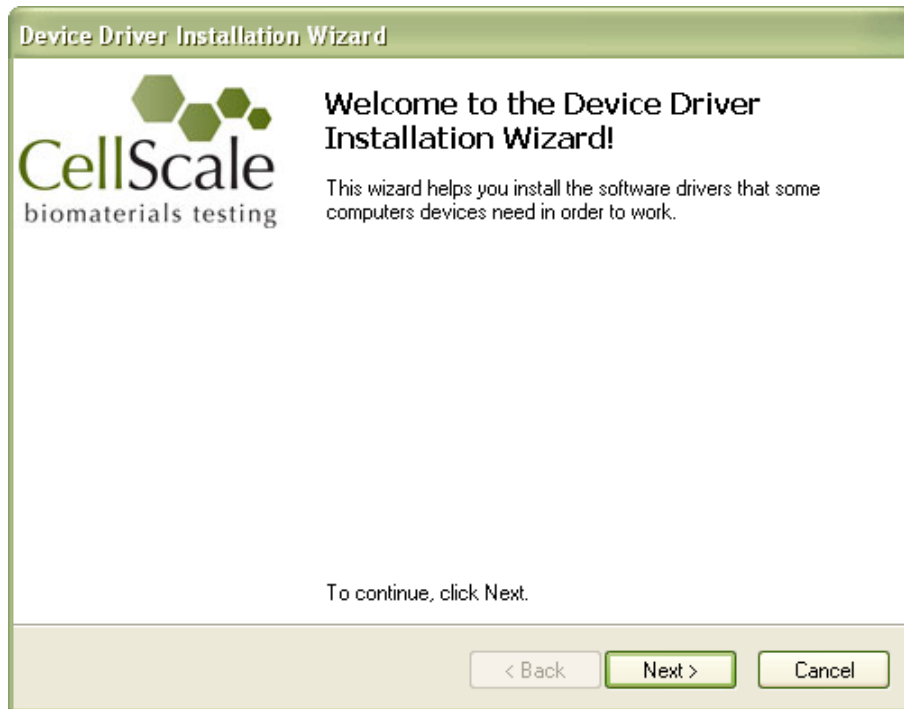 Device Driver Installation Wizard
CellScale
biomaterials testing
Welcome to the Device Driver
Installation Wizard!
This wizard helps you install the software drivers that some
computers devices need in order to work.
To continue, click Next.
< Back
Next >
Cancel